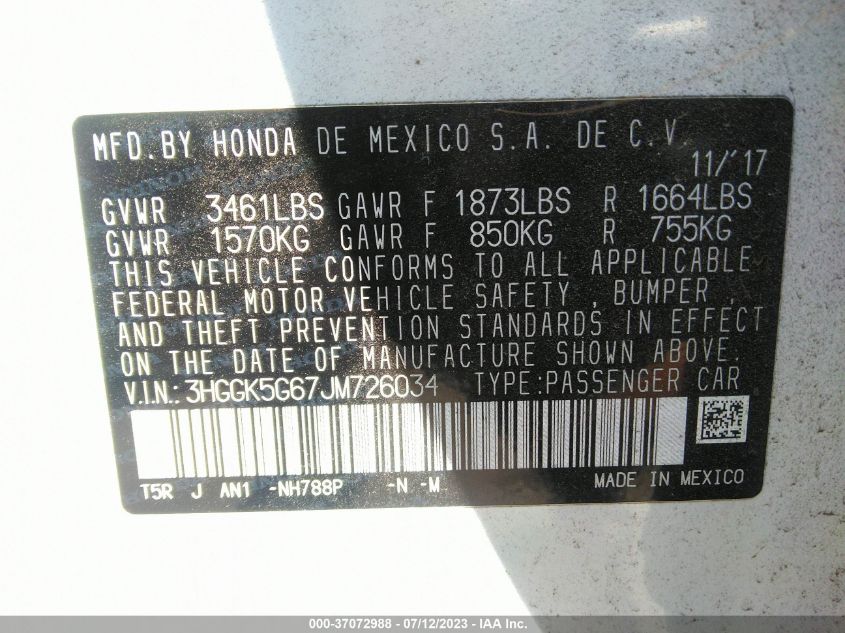 MFD. BY HONDA DE MEXICO S.A. DE C.V.
11/'17
GVWR 3461LBS GAWR F 1873LBS R 1664LBS
GVWR 1570KG GAWR F 850KG R 755KG
THIS VEHICLE CONFORMS TO ALL APPLICABLE
FEDERAL MOTOR VEHICLE SAFETY , BUMPER ,
AND THEFT PREVENTION STANDARDS IN EFFECT
ON THE DATE OF MANUFACTURE SHOWN ABOVE.
V.I.N.: 3HGGK5G67JM726034 TYPE:PASSENGER CAR
T5R J AN1 -NH788P -N -M MADE IN MEXICO
000-37072988 - 07/12/2023 - IAA Inc.